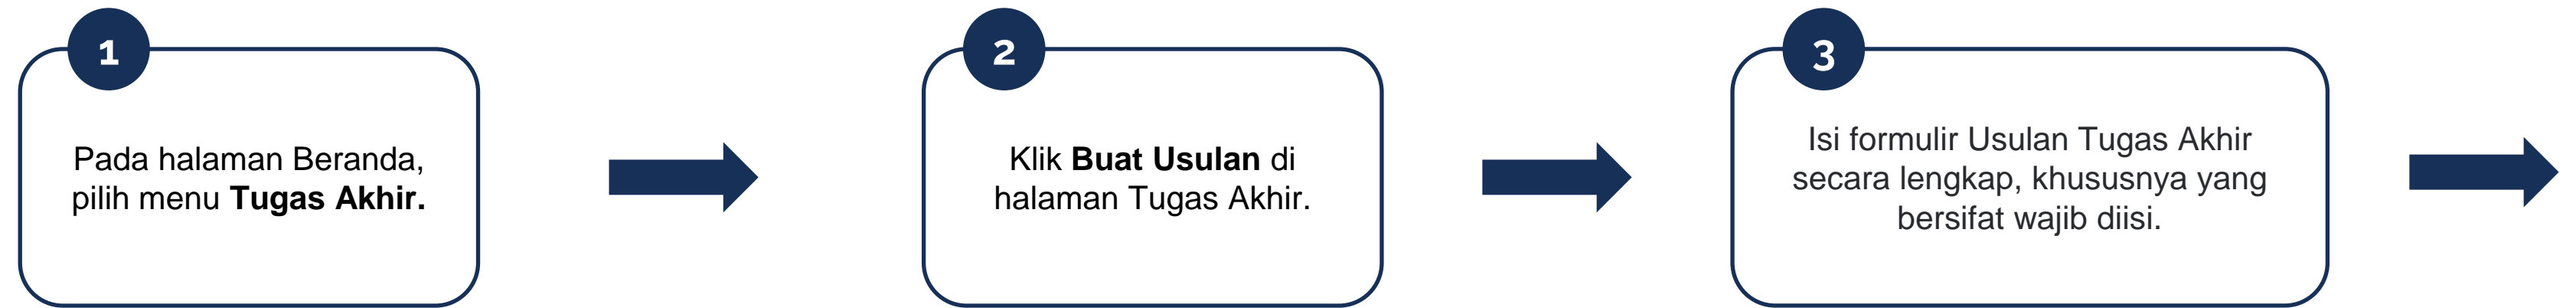 1
Pada halaman Beranda,
pilih menu Tugas Akhir.
2
Klik Buat Usulan di
halaman Tugas Akhir.
3
Isi formulir Usulan Tugas Akhir
secara lengkap, khususnya yang
bersifat wajib diisi.